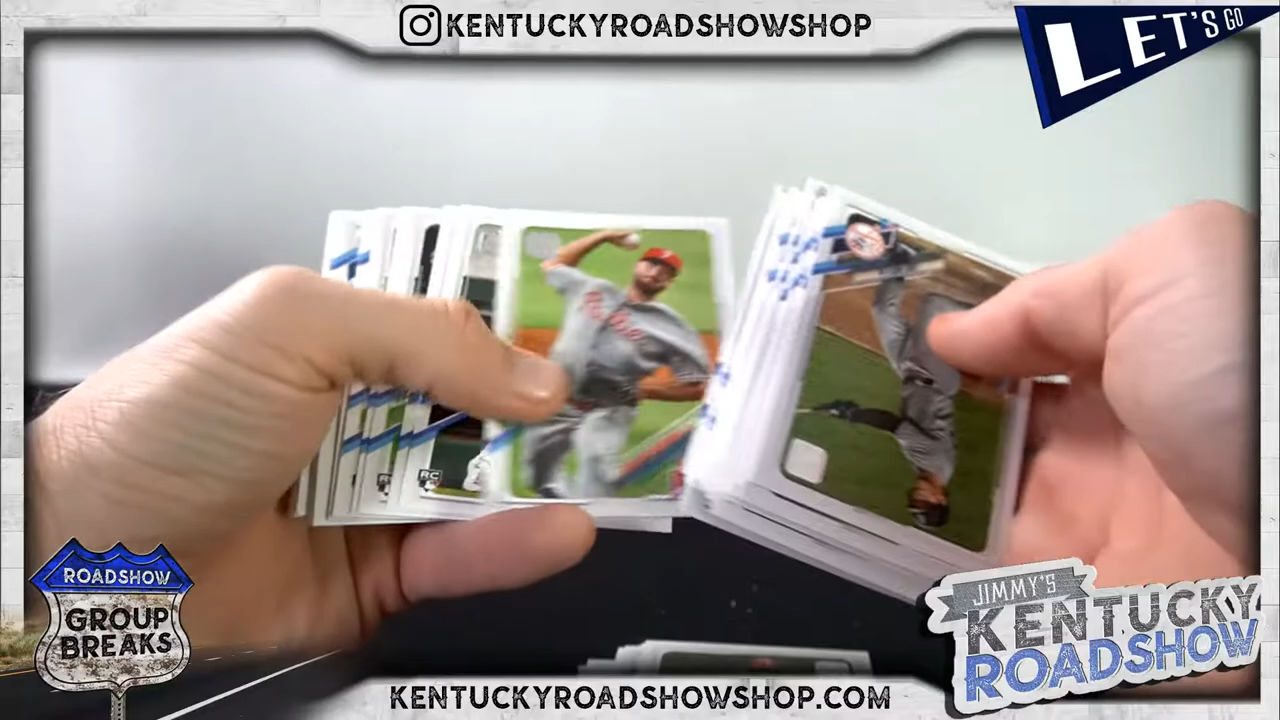 KENTUCKYROADSHOWSHOP
LET'S GO
RC
ROADSHOW
GROUP
BREAKS
JIMMY'S
KENTUCKY
ROADSHOW
KENTUCKYROADSHOWSHOP.COM